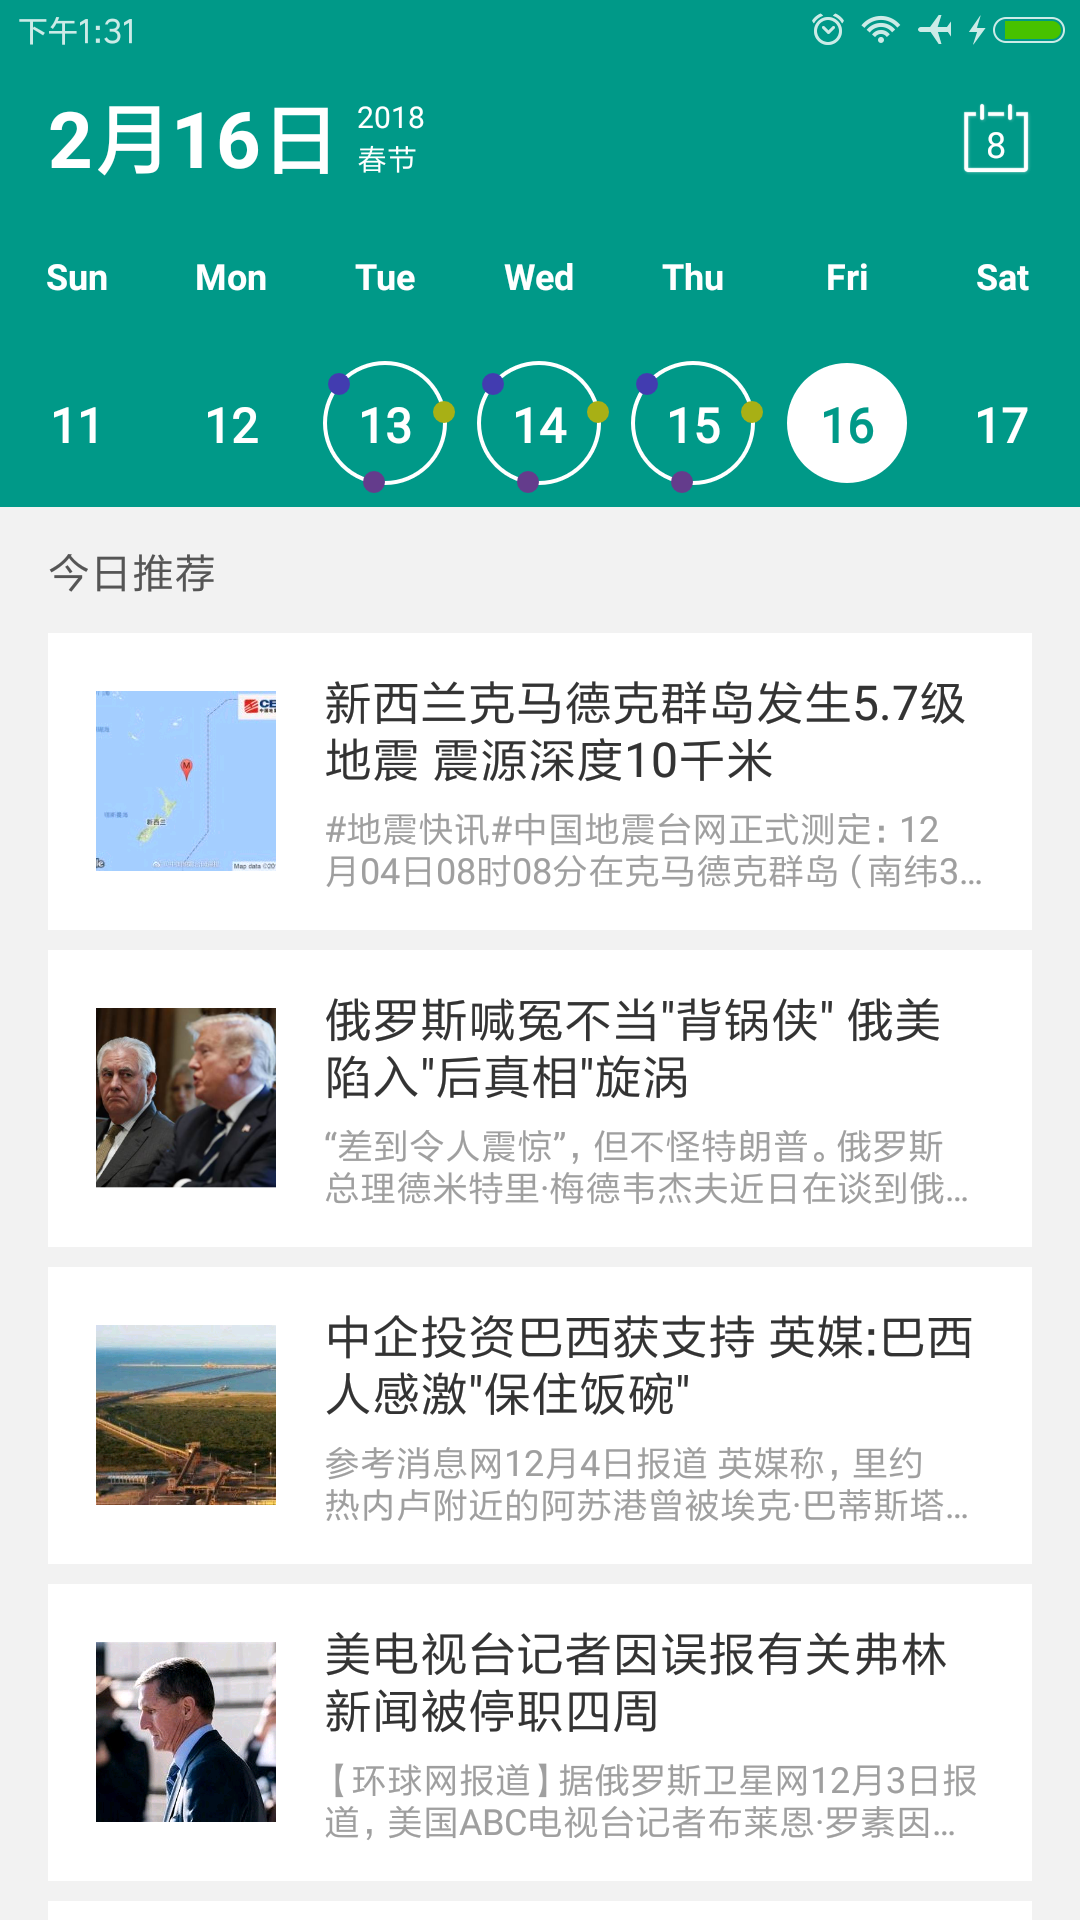 下午1:31
2月16日
2018
春节
8
Sun Mon Tue Wed Thu Fri Sat
11 12 13 14 15 16 17
今日推荐
新西兰克马德克群岛发生5.7级
地震 震源深度10千米
#地震快讯#中国地震台网正式测定：12
月04日08时08分在克马德克群岛（南纬3...
M
新西兰
Map data ©20
俄罗斯喊冤不当"背锅侠" 俄美
陷入"后真相"旋涡
“差到令人震惊”，但不怪特朗普。俄罗斯
总理德米特里·梅德韦杰夫近日在谈到俄...
中企投资巴西获支持 英媒:巴西
人感激"保住饭碗"
参考消息网12月4日报道 英媒称，里约
热内卢附近的阿苏港曾被埃克·巴蒂斯塔...
美电视台记者因误报有关弗林
新闻被停职四周
【环球网报道】据俄罗斯卫星网12月3日报
道，美国ABC电视台记者布莱恩·罗素因...